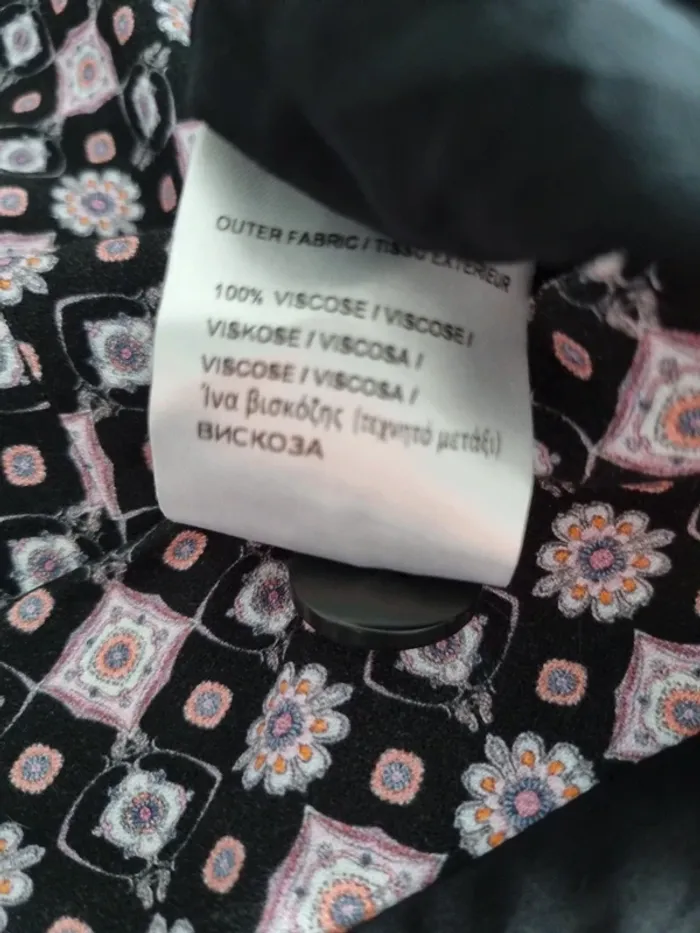 OUTER FABRIC / TISSU EXTERIEUR
100% VISCOSE / VISCOSE /
VISKOSE / VISCOSA /
VISCOSE / VISCOSA /
Ίνα βισκόζης (τεχνητό μετάξι)
ВИСКОЗА